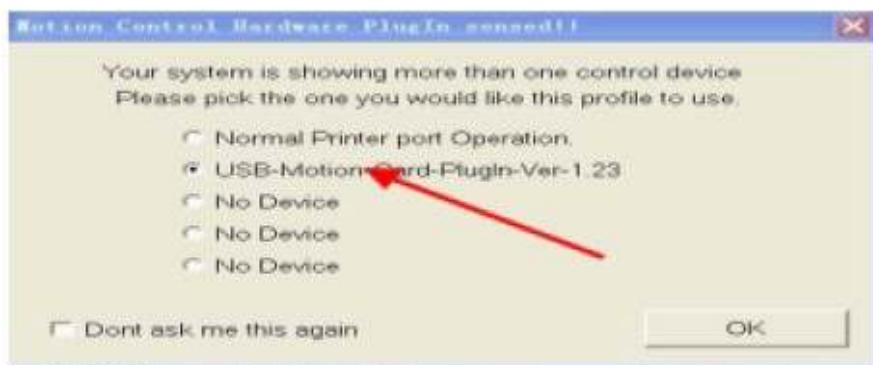 Motion Control Hardware PlugIn sensed!!
Your system is showing more than one control device
Please pick the one you would like this profile to use.
Normal Printer port Operation.
USB-Motion-Card-PlugIn-Ver-1.23
No Device
No Device
No Device
Dont ask me this again
OK